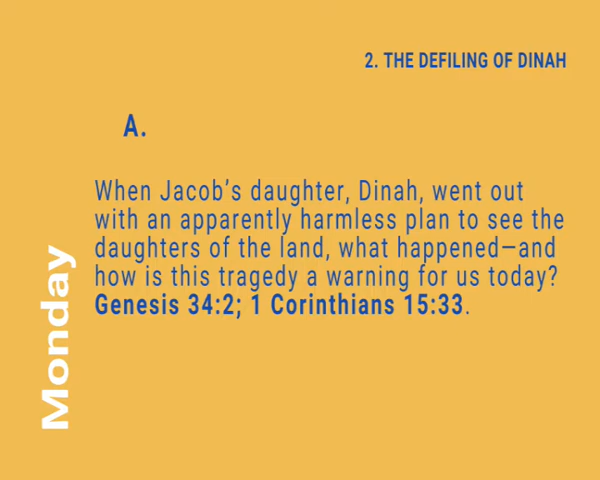 2. THE DEFILING OF DINAH
A.
When Jacob's daughter, Dinah, went out
with an apparently harmless plan to see the
daughters of the land, what happened—and
how is this tragedy a warning for us today?
Genesis 34:2; 1 Corinthians 15:33.
Monday